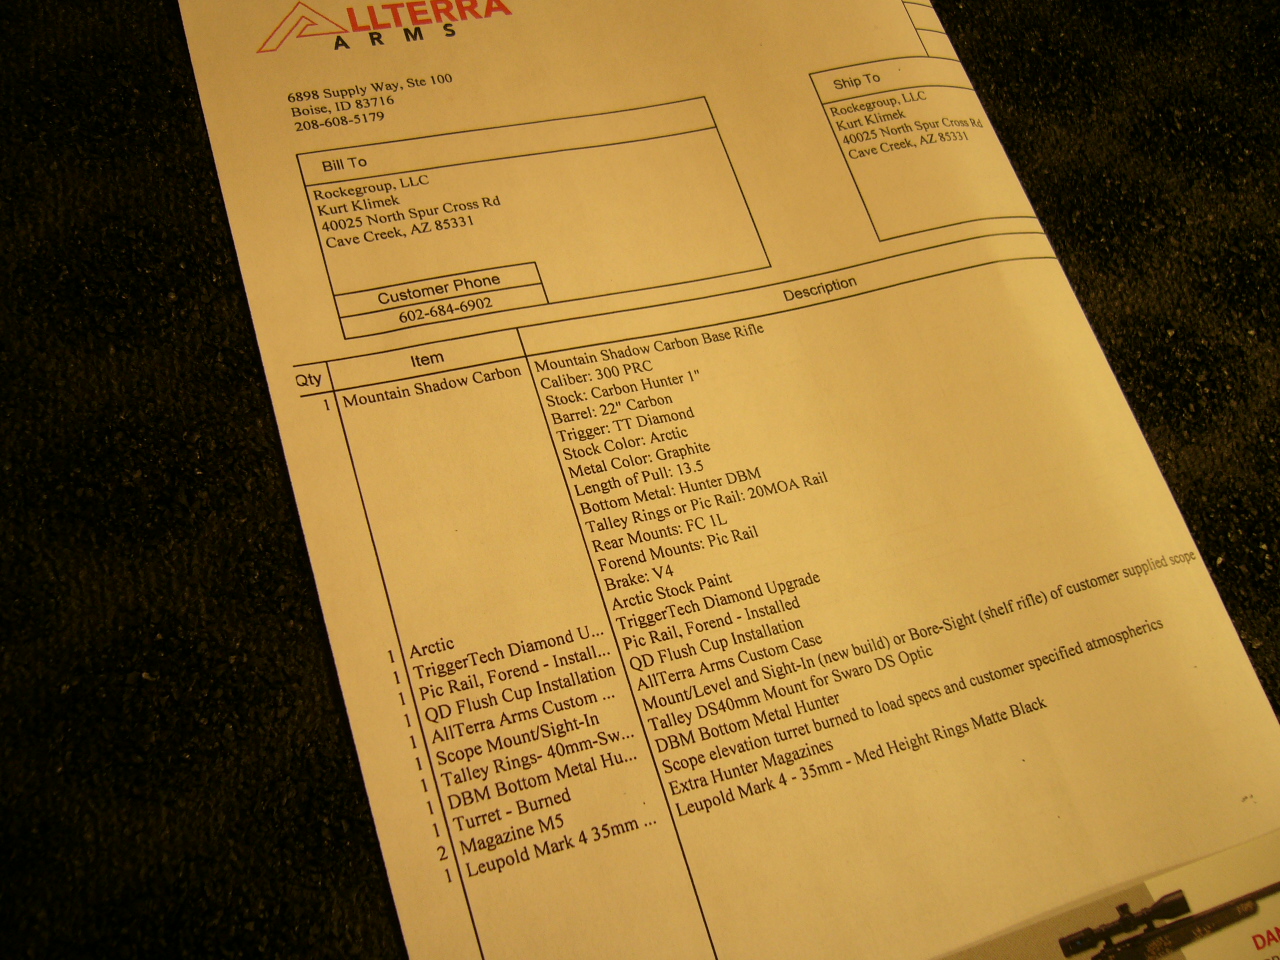 ALLTERRA
ARMS
6898 Supply Way, Ste 100
Boise, ID 83716
208-608-5179
Bill To
Rockegroup, LLC
Kurt Klimek
40025 North Spur Cross Rd
Cave Creek, AZ 85331
Ship To
Rockegroup, LLC
Kurt Klimek
40025 North Spur Cross Rd
Cave Creek, AZ 85331
Customer Phone
602-684-6902
Qty Item Description
1 Mountain Shadow Carbon Mountain Shadow Carbon Base Rifle
Caliber: 300 PRC
Stock: Carbon Hunter 1"
Barrel: 22" Carbon
Trigger: TT Diamond
Stock Color: Arctic
Metal Color: Graphite
Length of Pull: 13.5
Bottom Metal: Hunter DBM
Talley Rings or Pic Rail: 20MOA Rail
Rear Mounts: FC 1L
Forend Mounts: Pic Rail
Brake: V4
1 Arctic Arctic Stock Paint
1 TriggerTech Diamond U... TriggerTech Diamond Upgrade
1 Pic Rail, Forend - Install... Pic Rail, Forend - Installed
1 QD Flush Cup Installation QD Flush Cup Installation
1 AllTerra Arms Custom ... AllTerra Arms Custom Case
1 Scope Mount/Sight-In Mount/Level and Sight-In (new build) or Bore-Sight (shelf rifle) of customer supplied scope
1 Talley Rings- 40mm-Sw... Talley DS40mm Mount for Swaro DS Optic
1 DBM Bottom Metal Hu... DBM Bottom Metal Hunter
1 Turret - Burned Scope elevation turret burned to load specs and customer specified atmospherics
2 Magazine M5 Extra Hunter Magazines
1 Leupold Mark 4 35mm ... Leupold Mark 4 - 35mm - Med Height Rings Matte Black